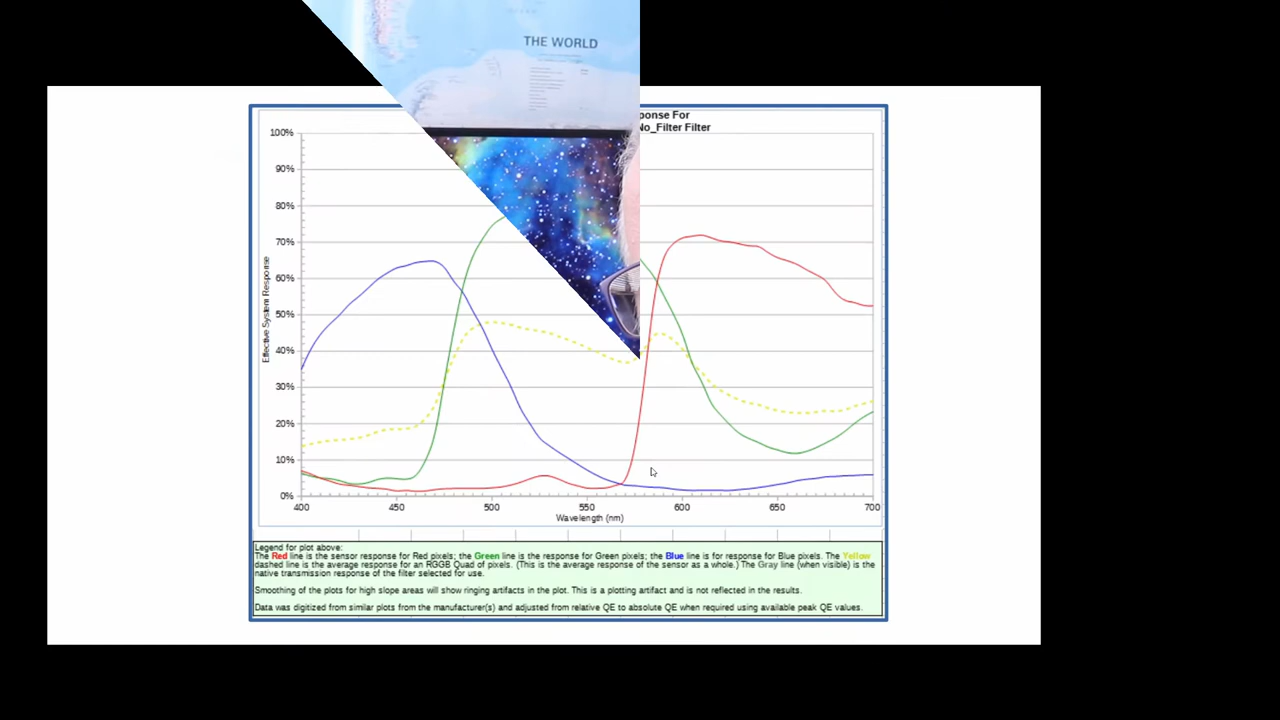 THE WORLD
ponse For
No_Filter Filter
100%
90%
80%
70%
60%
50%
40%
30%
20%
10%
0%
Effective System Response
400 450 500 550 600 650 700
Wavelength (nm)
Legend for plot above:
The Red line is the sensor response for Red pixels; the Green line is the response for Green pixels; the Blue line is for response for Blue pixels. The Yellow
dashed line is the average response for an RGGB Quad of pixels. (This is the average response of the sensor as a whole.) The Gray line (when visible) is the
native transmission response of the filter selected for use.
Smoothing of the plots for high slope areas will show ringing artifacts in the plot. This is a plotting artifact and is not reflected in the results.
Data was digitized from similar plots from the manufacturer(s) and adjusted from relative QE to absolute QE when required using available peak QE values.